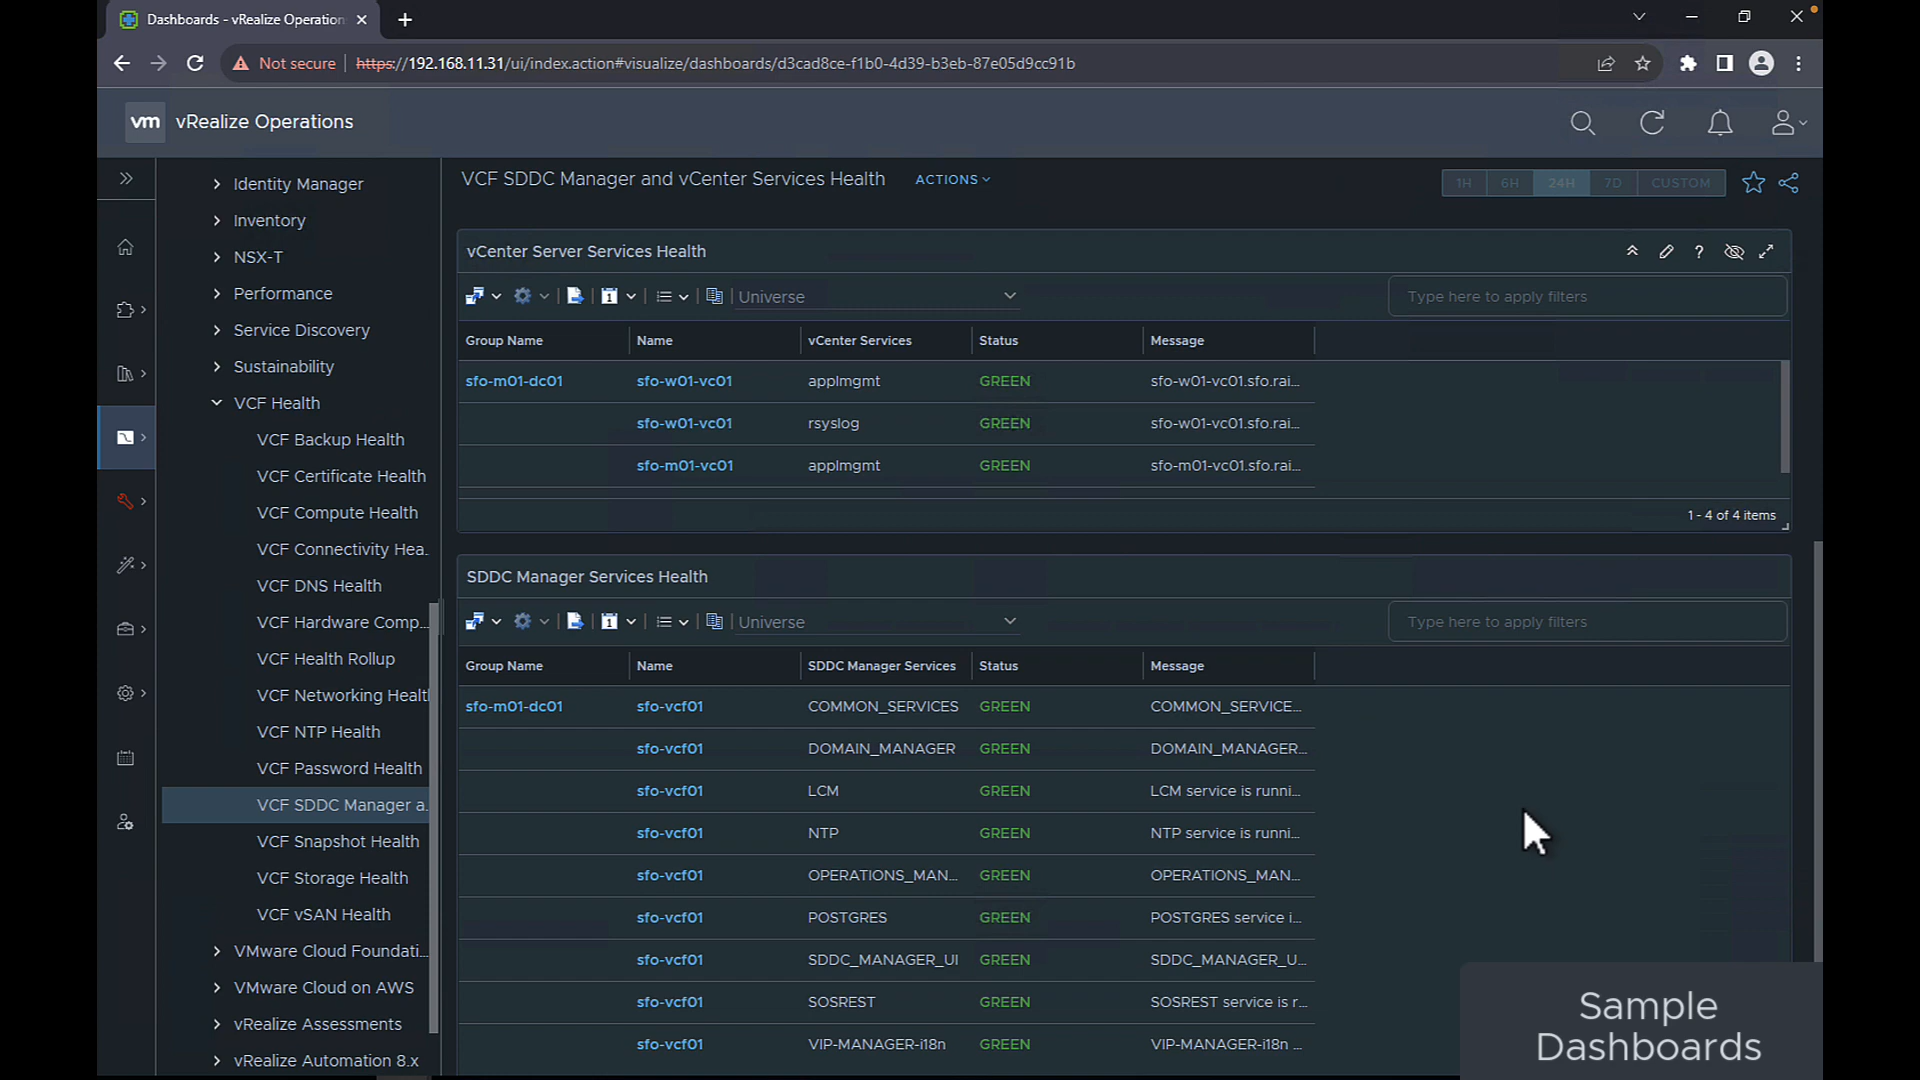 Dashboards - vRealize Operation
Not secure
https://192.168.11.31/ui/index.action#visualize/dashboards/d3cad8ce-f1b0-4d39-b3eb-87e05d9cc91b
vm vRealize Operations
Identity Manager
Inventory
NSX-T
Performance
Service Discovery
Sustainability
VCF Health
VCF Backup Health
VCF Certificate Health
VCF Compute Health
VCF Connectivity Hea..
VCF DNS Health
VCF Hardware Comp...
VCF Health Rollup
VCF Networking Healt
VCF NTP Health
VCF Password Health
VCF SDDC Manager a..
VCF Snapshot Health
VCF Storage Health
VCF vSAN Health
VMware Cloud Foundati...
VMware Cloud on AWS
vRealize Assessments
vRealize Automation 8.x
VCF SDDC Manager and vCenter Services Health ACTIONS
1H 6H 24H 7D CUSTOM
vCenter Server Services Health
?
1 Universe Type here to apply filters
Group Name Name vCenter Services Status Message
sfo-m01-dc01 sfo-w01-vc01 applmgmt GREEN sfo-w01-vc01.sfo.rai...
sfo-w01-vc01 rsyslog GREEN sfo-w01-vc01.sfo.rai...
sfo-m01-vc01 applmgmt GREEN sfo-m01-vc01.sfo.rai...
1 - 4 of 4 items
SDDC Manager Services Health
1 Universe Type here to apply filters
Group Name Name SDDC Manager Services Status Message
sfo-m01-dc01 sfo-vcf01 COMMON_SERVICES GREEN COMMON_SERVICE...
sfo-vcf01 DOMAIN_MANAGER GREEN DOMAIN_MANAGER...
sfo-vcf01 LCM GREEN LCM service is runni...
sfo-vcf01 NTP GREEN NTP service is runni...
sfo-vcf01 OPERATIONS_MAN... GREEN OPERATIONS_MAN...
sfo-vcf01 POSTGRES GREEN POSTGRES service i...
sfo-vcf01 SDDC_MANAGER_UI GREEN SDDC_MANAGER_U...
sfo-vcf01 SOSREST GREEN SOSREST service is r...
sfo-vcf01 VIP-MANAGER-i18n GREEN VIP-MANAGER-i18n ...
Sample
Dashboards